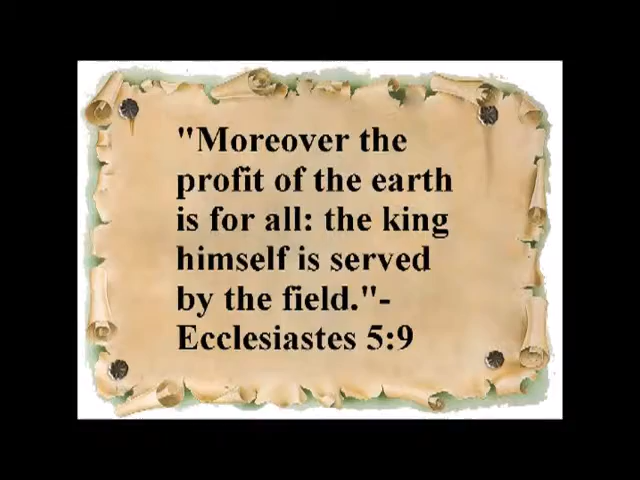 "Moreover the
profit of the earth
is for all: the king
himself is served
by the field."-
Ecclesiastes 5:9